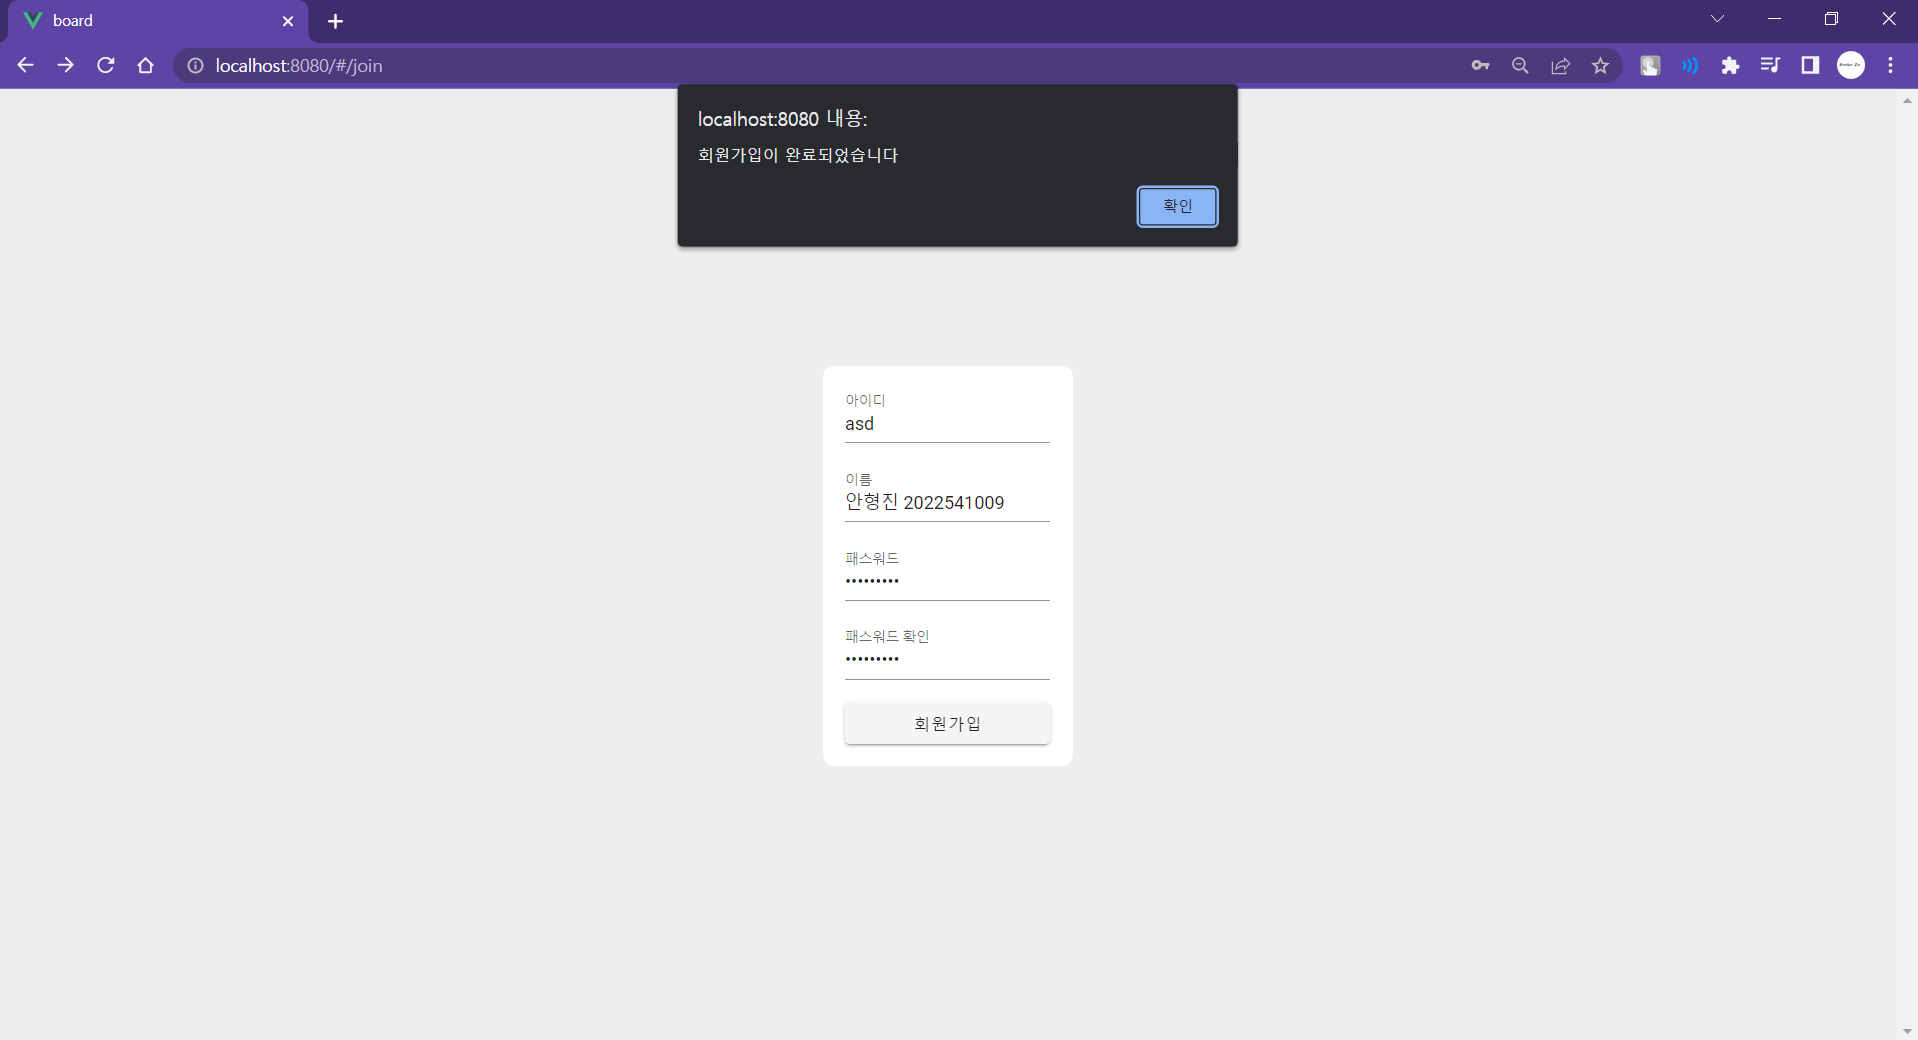 board
localhost:8080/#/join
localhost:8080 내용:
회원가입이 완료되었습니다
확인
아이디
asd
이름
안형진 2022541009
패스워드
•••••••••
패스워드 확인
•••••••••
회원가입